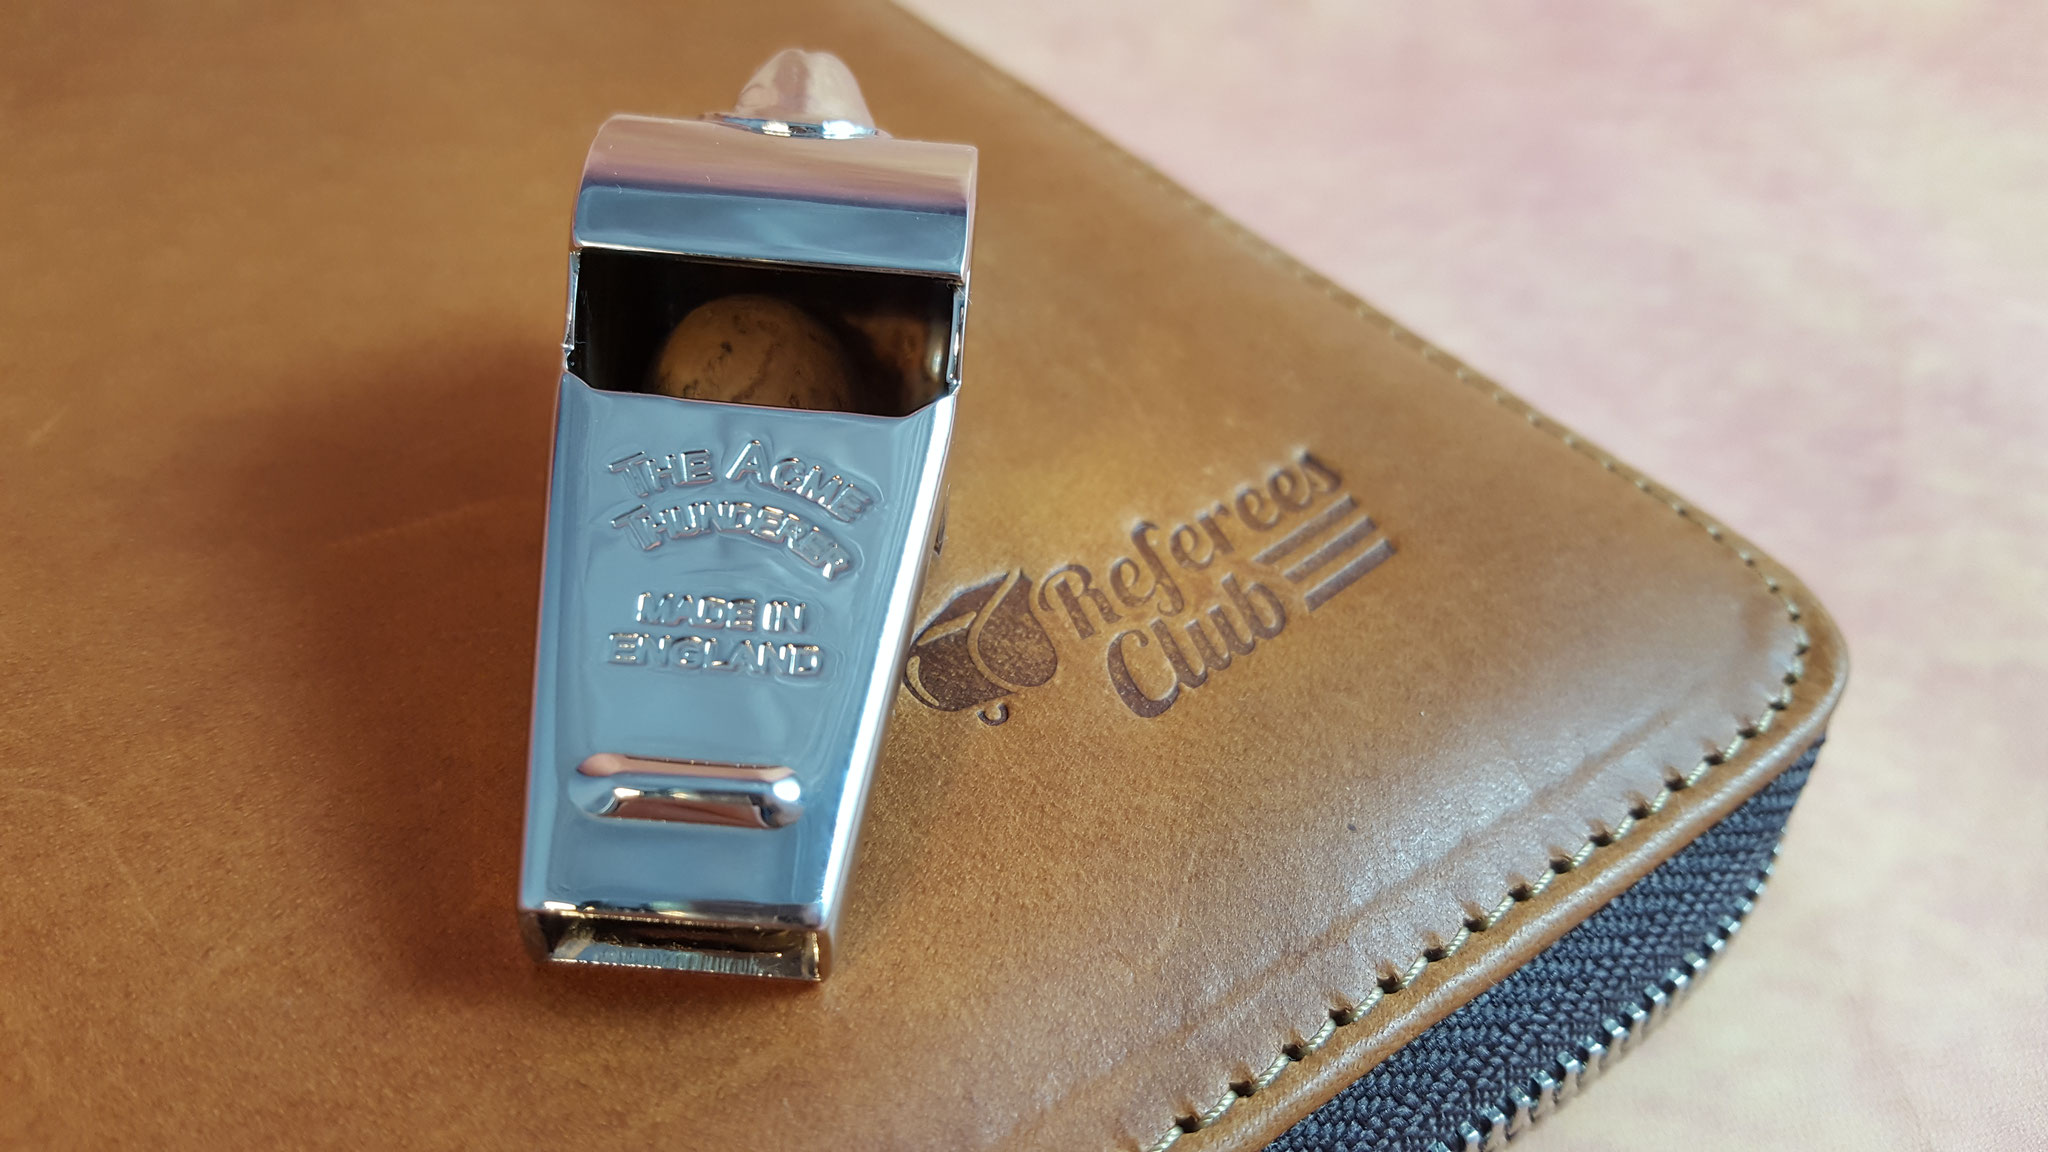 THE ACME
THUNDERER
MADE IN
ENGLAND
Referees
Club